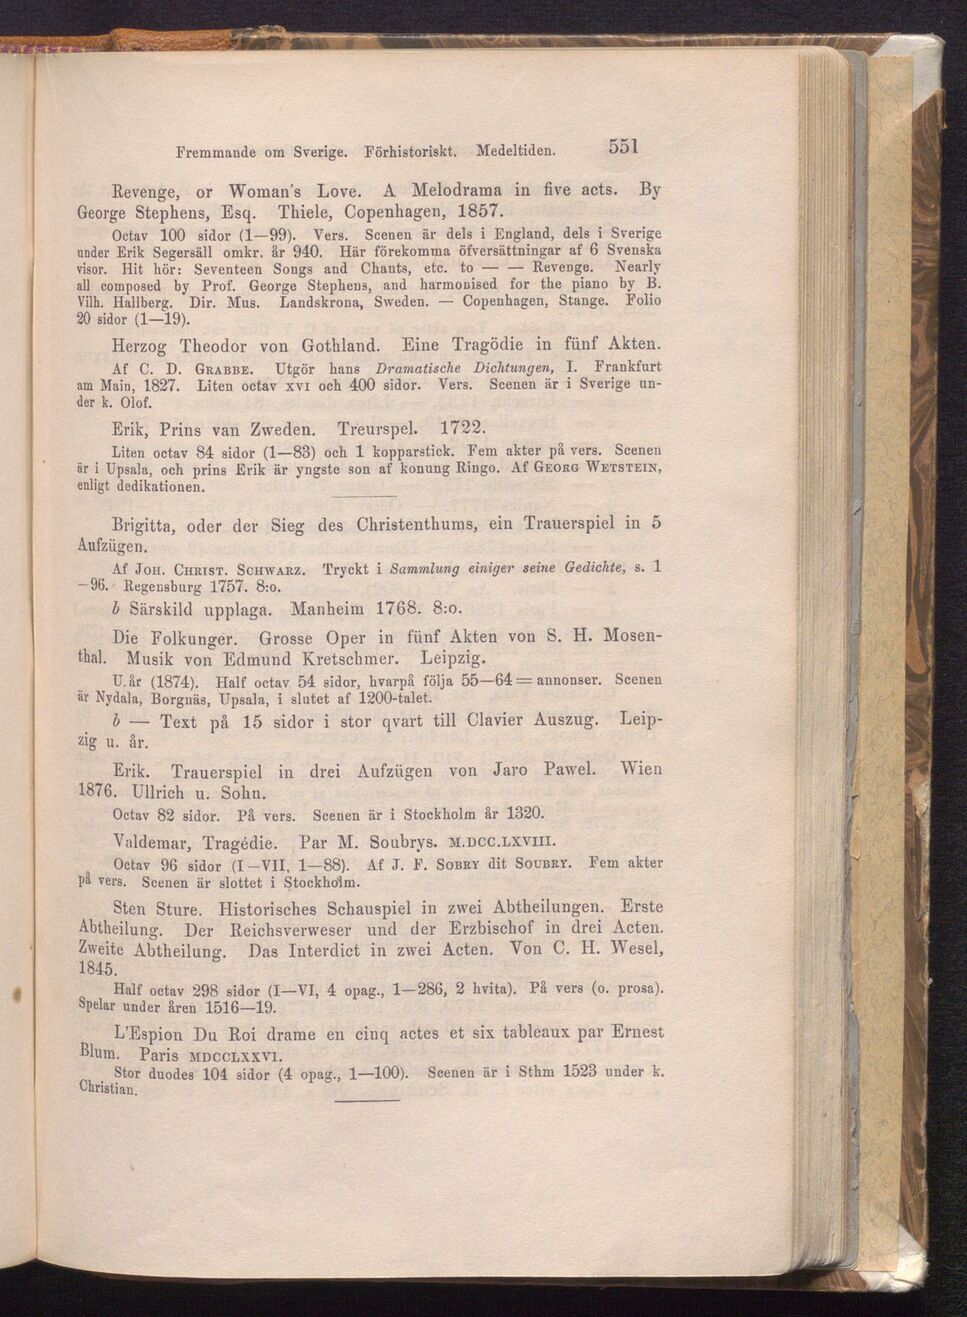 Fremmande om Sverige. Förhistoriskt. Medeltiden. 551
Revenge, or Woman's Love. A Melodrama in five acts. By
George Stephens, Esq. Thiele, Copenhagen, 1857.
Octav 100 sidor (1—99). Vers. Scenen är dels i England, dels i Sverige
under Erik Segersäll omkr. år 940. Här förekomma öfversättningar af 6 Svenska
visor. Hit hör: Seventeen Songs and Chants, etc. to — — Revenge. Nearly
all composed by Prof. George Stephens, and harmonised for the piano by B.
Vilh. Hallberg. Dir. Mus. Landskrona, Sweden. — Copenhagen, Stange. Folio
20 sidor (1—19).
Herzog Theodor von Gothland. Eine Tragödie in fünf Akten.
Af C. D. Grabbe. Utgör hans Dramatische Dichtungen, I. Frankfurt
am Main, 1827. Liten octav XVI och 400 sidor. Vers. Scenen är i Sverige un-
der k. Olof.
Erik, Prins van Zweden. Treurspel. 1722.
Liten octav 84 sidor (1—83) och 1 kopparstick. Fem akter på vers. Scenen
är i Upsala, och prins Erik är yngste son af konung Ringo. Af Georg Wetstein,
enligt dedikationen.
Brigitta, oder der Sieg des Christenthums, ein Trauerspiel in 5
Aufzügen.
Af Joh. Christ. Schwarz. Tryckt i Sammlung einiger seine Gedichte, s. 1
—96. Regensburg 1757. 8:o.
b Särskild upplaga. Manheim 1768. 8:o.
Die Folkunger. Grosse Oper in fünf Akten von S. H. Mosen-
thal. Musik von Edmund Kretschmer. Leipzig.
U. år (1874). Half octav 54 sidor, hvarpå följa 55—64 = annonser. Scenen
är Nydala, Borgnäs, Upsala, i slutet af 1200-talet.
b — Text på 15 sidor i stor qvart till Clavier Auszug. Leip-
zig u. år.
Erik. Trauerspiel in drei Aufzügen von Jaro Pawel. Wien
1876. Ullrich u. Sohn.
Octav 82 sidor. På vers. Scenen är i Stockholm år 1320.
Valdemar, Tragédie. Par M. Soubrys. M.DCC.LXVIII.
Octav 96 sidor (I—VII, 1—88). Af J. F. Sobry dit Soubry. Fem akter
på vers. Scenen är slottet i Stockholm.
Sten Sture. Historisches Schauspiel in zwei Abtheilungen. Erste
Abtheilung. Der Reichsverweser und der Erzbischof in drei Acten.
Zweite Abtheilung. Das Interdict in zwei Acten. Von C. H. Wesel,
1845.
Half octav 298 sidor (I—VI, 4 opag., 1—286, 2 hvita). På vers (o. prosa).
Spelar under åren 1516—19.
L'Espion Du Roi drame en cinq actes et six tableaux par Ernest
Blum. Paris MDCCLXXVI.
Stor duodes 104 sidor (4 opag., 1—100). Scenen är i Sthm 1523 under k.
Christian.